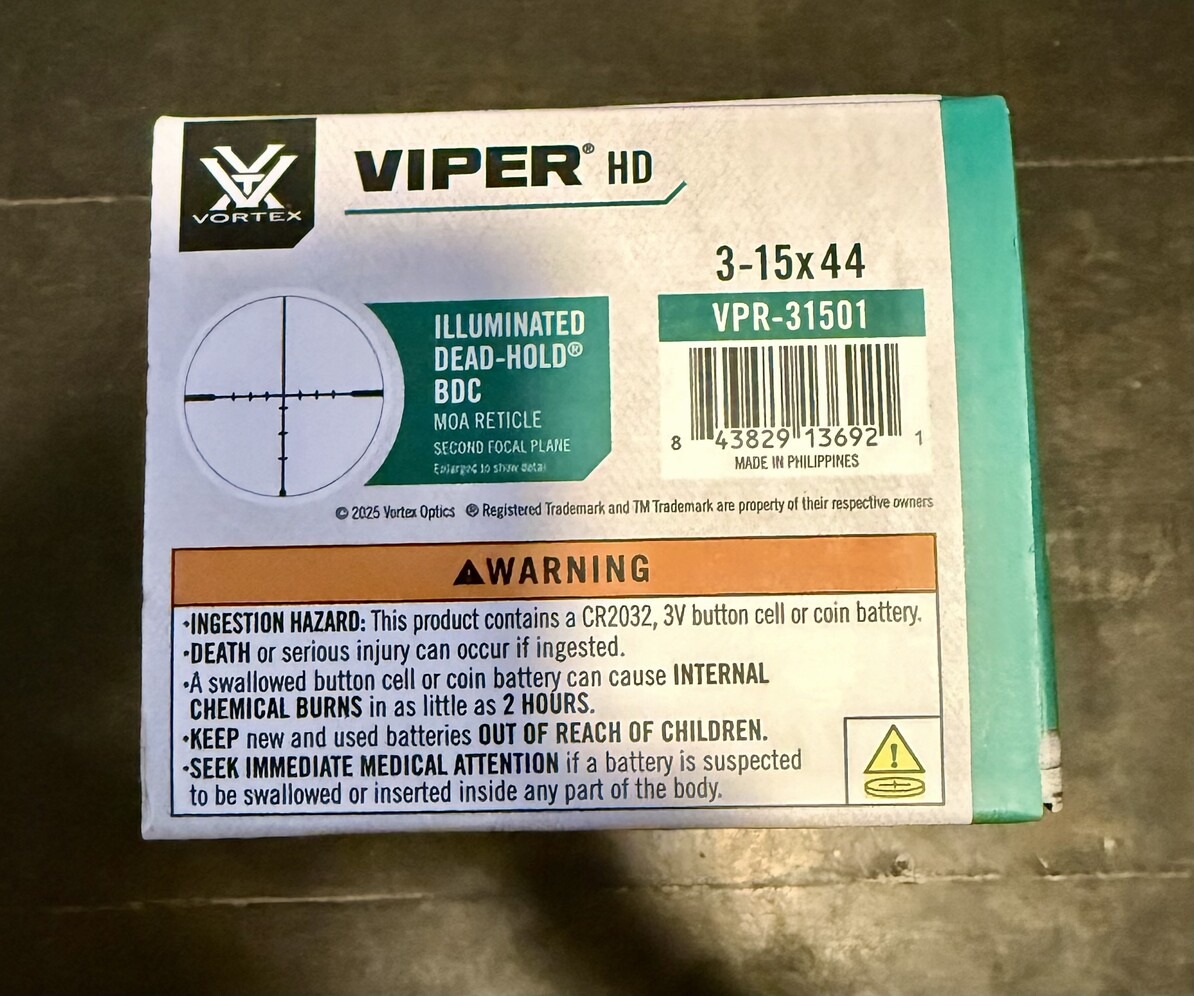 VORTEX
VIPER® HD
3-15x44
VPR-31501
ILLUMINATED
DEAD-HOLD®
BDC
MOA RETICLE
SECOND FOCAL PLANE
Enlarged to show detail
8 43829 13692 1
MADE IN PHILIPPINES
© 2025 Vortex Optics ® Registered Trademark and TM Trademark are property of their respective owners
⚠WARNING
•INGESTION HAZARD: This product contains a CR2032, 3V button cell or coin battery.
•DEATH or serious injury can occur if ingested.
•A swallowed button cell or coin battery can cause INTERNAL
CHEMICAL BURNS in as little as 2 HOURS.
•KEEP new and used batteries OUT OF REACH OF CHILDREN.
•SEEK IMMEDIATE MEDICAL ATTENTION if a battery is suspected
to be swallowed or inserted inside any part of the body.